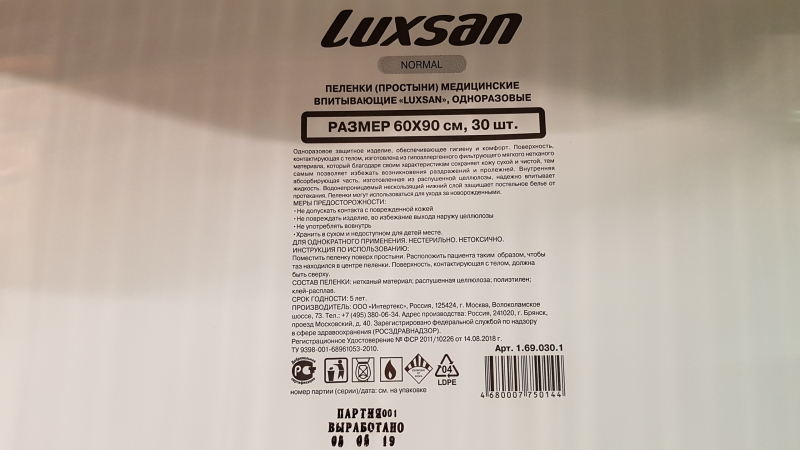 Luxsan
NORMAL
ПЕЛЕНКИ (ПРОСТЫНИ) МЕДИЦИНСКИЕ
ВПИТЫВАЮЩИЕ «LUXSAN», ОДНОРАЗОВЫЕ
РАЗМЕР 60X90 см, 30 шт.
Одноразовое защитное изделие, обеспечивающее гигиену и комфорт. Поверхность,
контактирующая с телом, изготовлена из гипоаллергенного фильтрующего мягкого нетканого
материала, который благодаря своим характеристикам сохраняет кожу сухой и чистой, тем
самым позволяет избежать возникновения раздражений и пролежней. Внутренняя
абсорбирующая часть, изготовленная из распушенной целлюлозы, надежно впитывает
жидкость. Водонепроницаемый нескользящий нижний слой защищает постельное белье от
протекания. Пеленки могут использоваться для ухода за новорожденными.
МЕРЫ ПРЕДОСТОРОЖНОСТИ:
•Не допускать контакта с поврежденной кожей
•Не повреждать изделие, во избежание выхода наружу целлюлозы
•Не употреблять вовнутрь
•Хранить в сухом и недоступном для детей месте.
ДЛЯ ОДНОКРАТНОГО ПРИМЕНЕНИЯ. НЕСТЕРИЛЬНО. НЕТОКСИЧНО.
ИНСТРУКЦИЯ ПО ИСПОЛЬЗОВАНИЮ:
Поместить пеленку поверх простыни. Расположить пациента таким образом, чтобы
таз находился в центре пеленки. Поверхность, контактирующая с телом, должна
быть сверху.
СОСТАВ ПЕЛЕНКИ: нетканый материал; распушенная целлюлоза; полиэтилен;
клей-расплав.
СРОК ГОДНОСТИ: 5 лет.
ПРОИЗВОДИТЕЛЬ: ООО «Интертекс», Россия, 125424, г. Москва, Волоколамское
шоссе, 73. Тел.: +7 (495) 380-06-34. Адрес производства: Россия, 241020, г. Брянск,
проезд Московский, д. 40. Зарегистрировано федеральной службой по надзору
в сфере здравоохранения (РОСЗДРАВНАДЗОР).
Регистрационное Удостоверение № ФСР 2011/10226 от 14.08.2018 г.
ТУ 9398-001-68961053-2010.
Арт. 1.69.030.1
04
LDPE
номер партии (серии)/дата: см. на упаковке
4 680007 750144
ПАРТИЯ001
ВЫРАБОТАНО
05 05 19